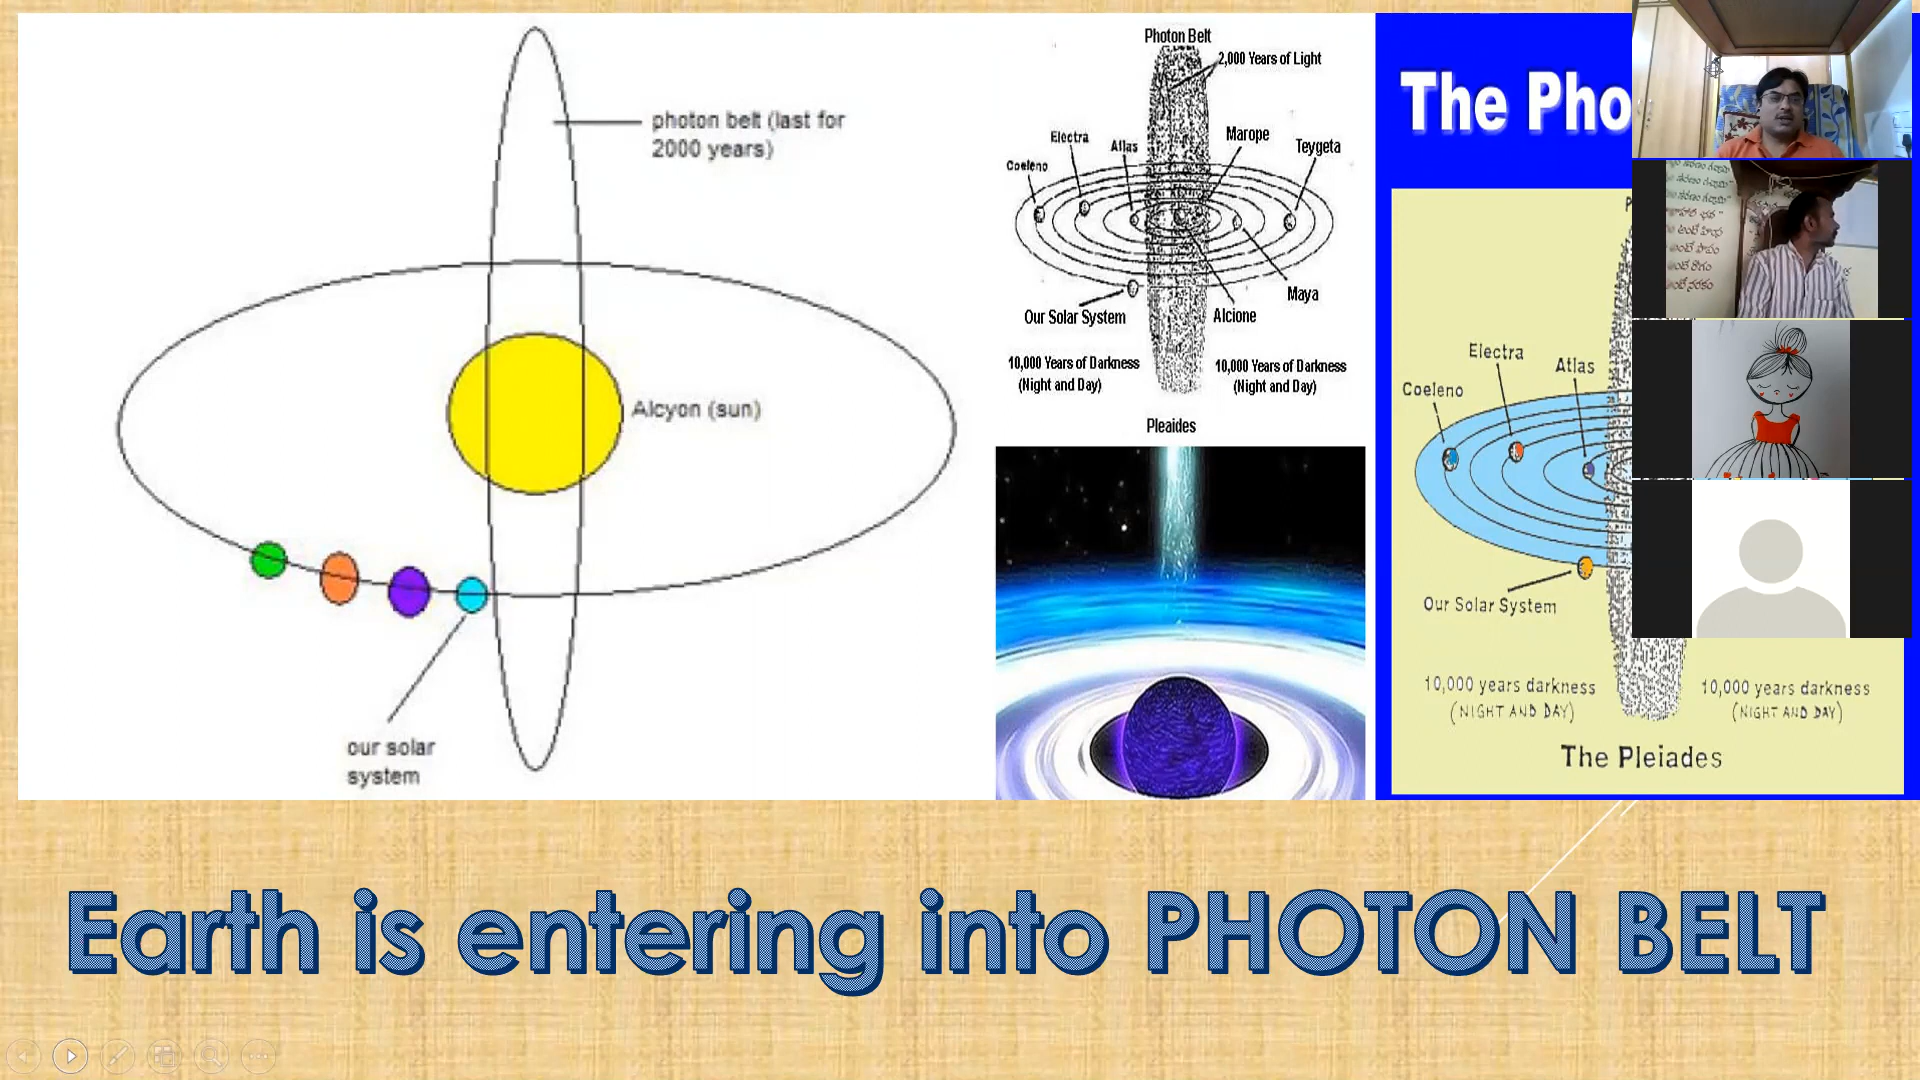 photon belt (last for
2000 years)
Alcyon (sun)
our solar
system
Photon Belt
2,000 Years of Light
Electra
Atlas
Marope
Teygeta
Coeleno
Maya
Our Solar System
Alcione
10,000 Years of Darkness
(Night and Day)
10,000 Years of Darkness
(Night and Day)
Pleaides
The Pho
Electra
Atlas
Coeleno
Our Solar System
10,000 years darkness
(NIGHT AND DAY)
10,000 years darkness
(NIGHT AND DAY)
The Pleiades
Earth is entering into PHOTON BELT